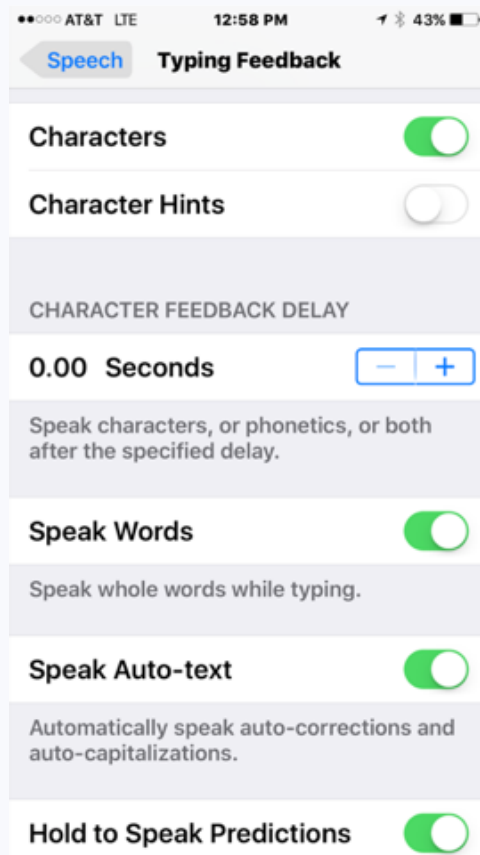 AT&T LTE 12:58 PM 43%
Speech Typing Feedback
Characters
Character Hints
CHARACTER FEEDBACK DELAY
0.00 Seconds − +
Speak characters, or phonetics, or both
after the specified delay.
Speak Words
Speak whole words while typing.
Speak Auto-text
Automatically speak auto-corrections and
auto-capitalizations.
Hold to Speak Predictions